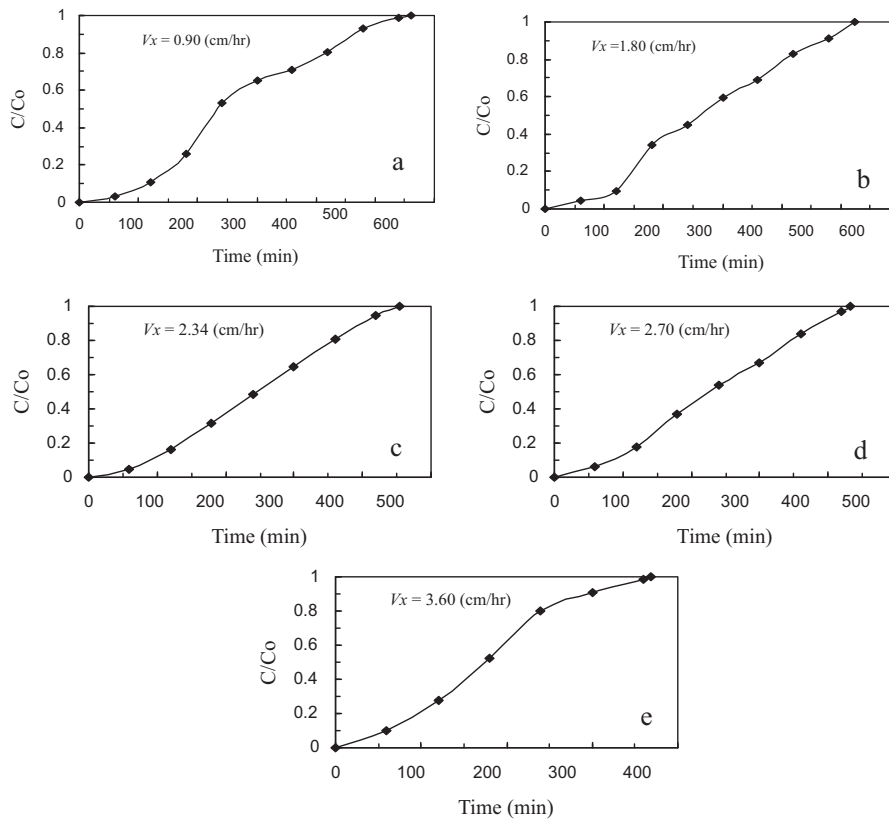 1
0.8
0.6
0.4
0.2
0
C/Co
Vx = 0.90 (cm/hr)
a
0 100 200 300 400 500 600
Time (min)
1
0.8
0.6
0.4
0.2
0
C/Co
Vx =1.80 (cm/hr)
b
0 100 200 300 400 500 600
Time (min)
1
0.8
0.6
0.4
0.2
0
C/Co
Vx = 2.34 (cm/hr)
c
0 100 200 300 400 500
Time (min)
1
0.8
0.6
0.4
0.2
0
C/Co
Vx = 2.70 (cm/hr)
d
0 100 200 300 400 500
Time (min)
1
0.8
0.6
0.4
0.2
0
C/Co
Vx = 3.60 (cm/hr)
e
0 100 200 300 400
Time (min)